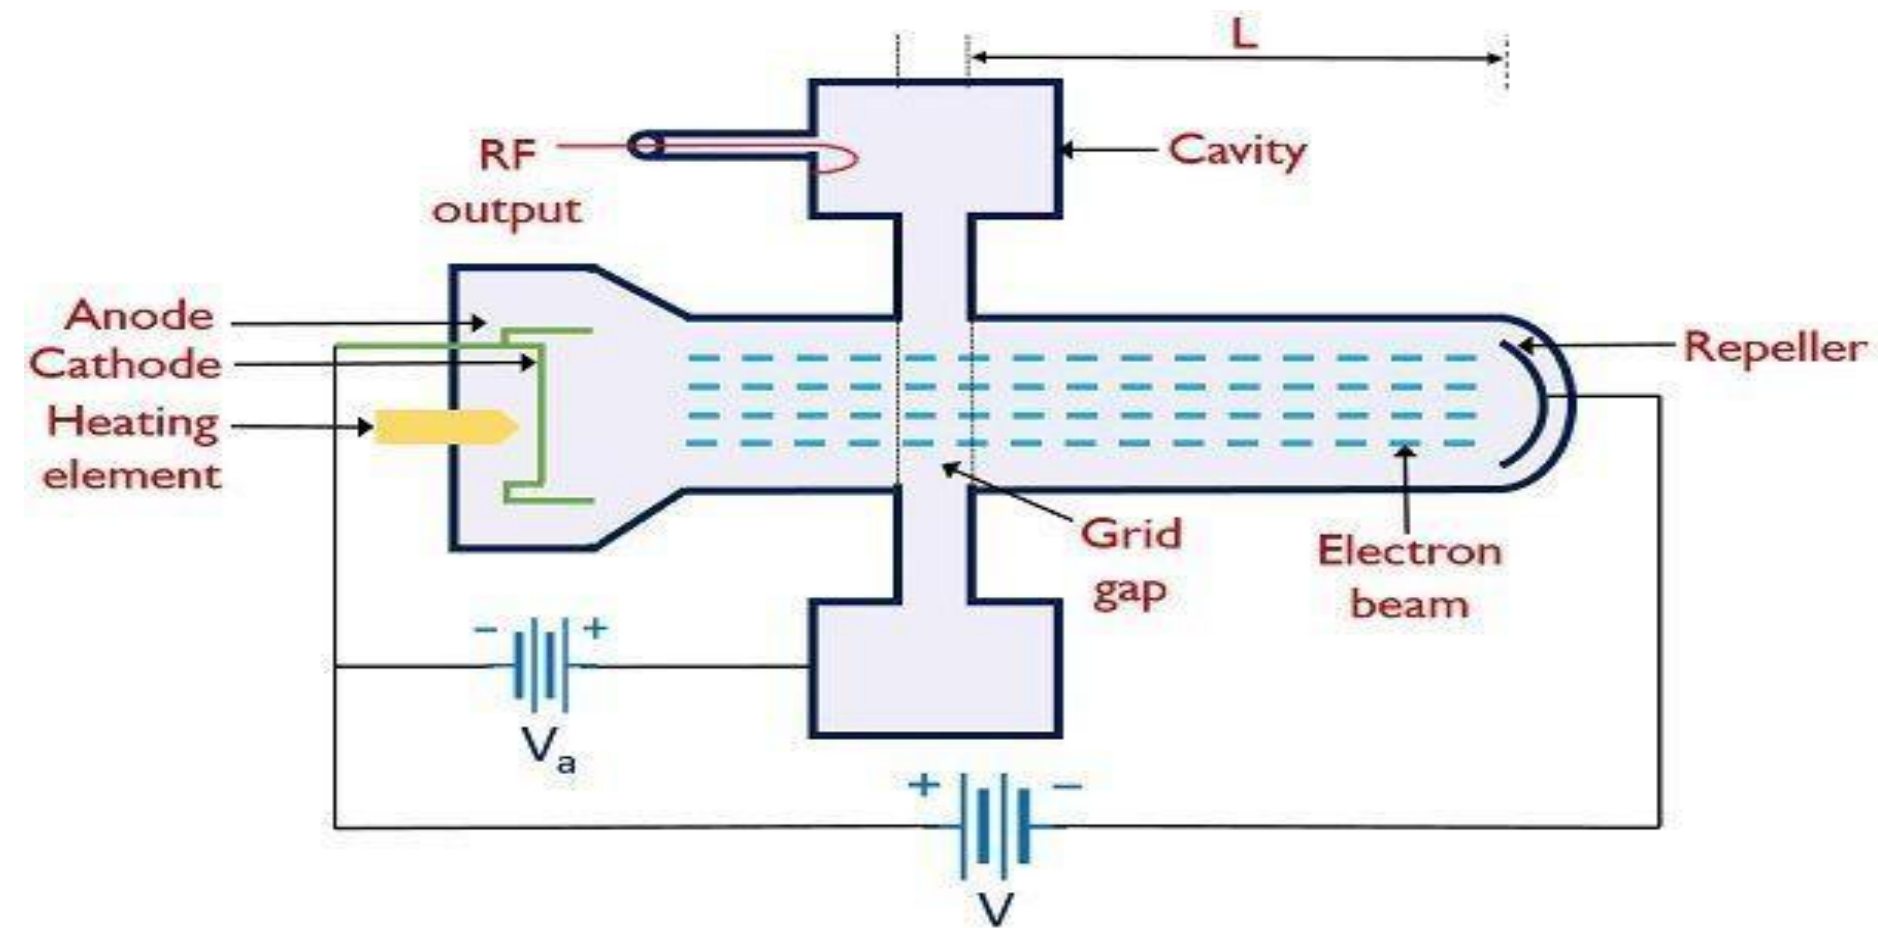 L
RF
output
Cavity
Anode
Cathode
Heating
element
Repeller
Grid
gap
Electron
beam
- +
Va
+ -
V